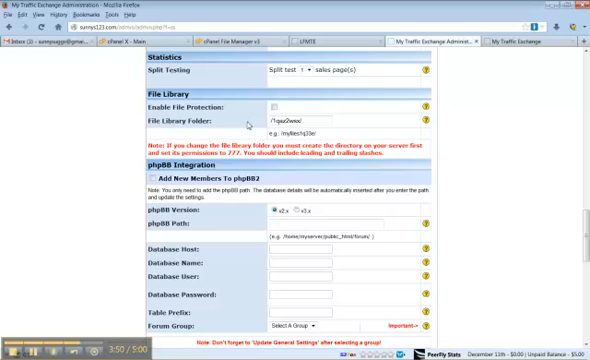 My Traffic Exchange Administration - Mozilla Firefox
File Edit View History Bookmarks Tools Help
cPanel X - Main
cPanel File Manager v3
LFMTE
My Traffic Exchange Administ...
My Traffic Exchange
Statistics
Split Testing
Split test 1 sales page(s)
File Library
Enable File Protection:
File Library Folder:
e.g. /myfiles1q33e/
Note: If you change the file library folder you must create the directory on your server first
and set its permissions to 777. You should include leading and trailing slashes.
phpBB Integration
Add New Members To phpBB2
Note: You only need to add the phpBB path. The database details will be automatically inserted after you enter the path
and update the settings
phpBB Version:
v2.x v3.x
phpBB Path:
(e.g. /home/myserver/public_html/forum/ )
Database Host:
Database Name:
Database User:
Database Password:
Table Prefix:
Forum Group:
Select A Group
Important->
Note: Don't forget to 'Update General Settings' after selecting a group!
3:50 / 5:00
PeerFly Stats
December 11th - $0.00 | Unpaid Balance - $5.00